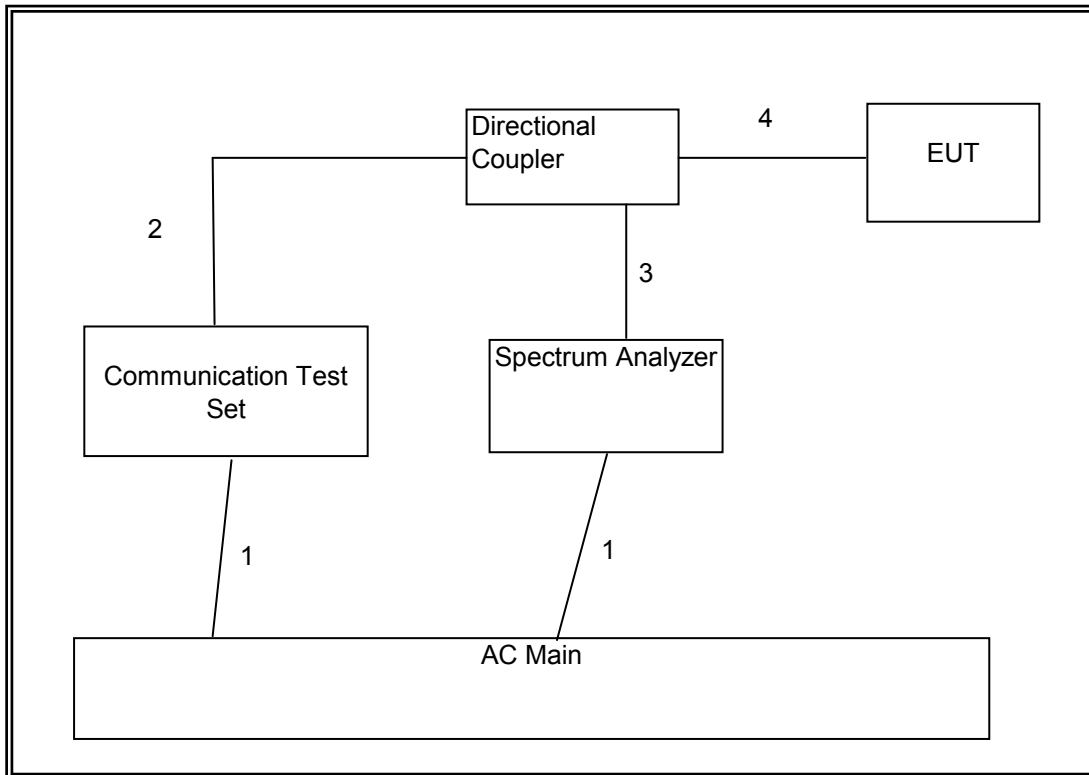 Directional
Coupler
4
EUT
2
3
Communication Test
Set
Spectrum Analyzer
1
1
AC Main